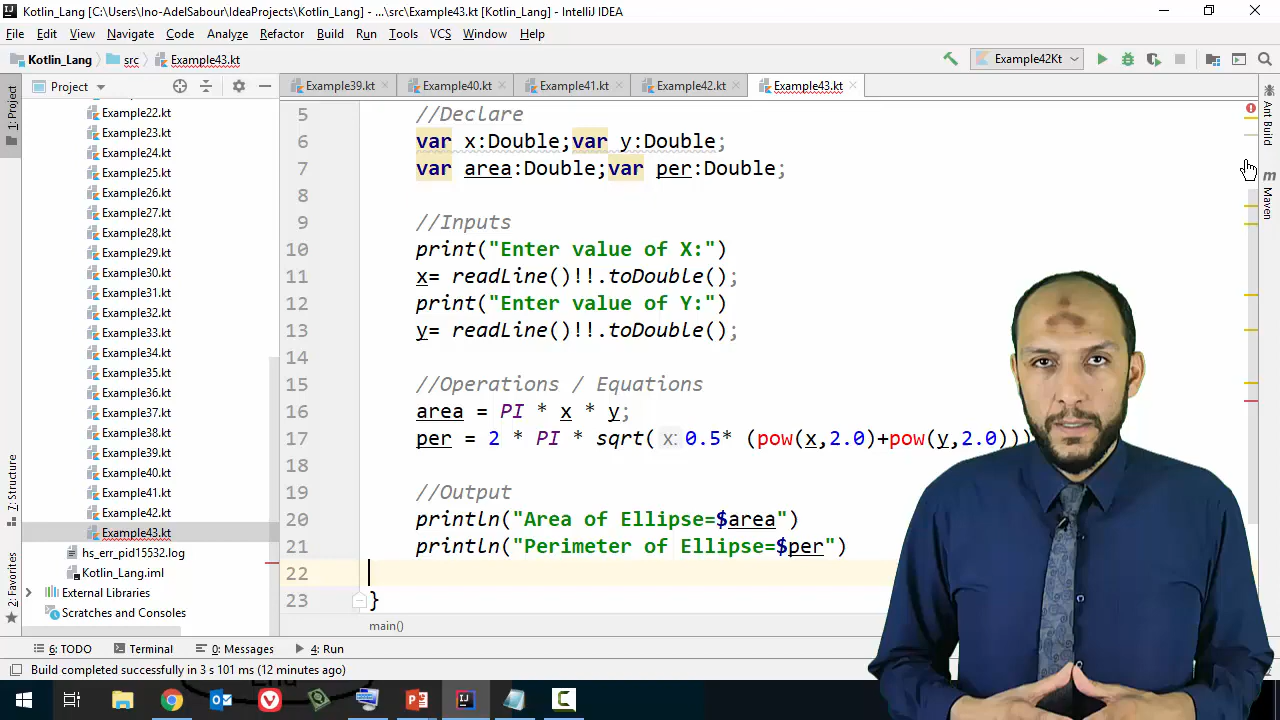 Kotlin_Lang [C:\Users\Ino-AdelSabour\IdeaProjects\Kotlin_Lang] - ...\src\Example43.kt [Kotlin_Lang] - IntelliJ IDEA
File Edit View Navigate Code Analyze Refactor Build Run Tools VCS Window Help
Kotlin_Lang src Example43.kt Example42Kt
Project Example39.kt Example40.kt Example41.kt Example42.kt Example43.kt
1: Project
7: Structure
2: Favorites
Example22.kt
Example23.kt
Example24.kt
Example25.kt
Example26.kt
Example27.kt
Example28.kt
Example29.kt
Example30.kt
Example31.kt
Example32.kt
Example33.kt
Example34.kt
Example35.kt
Example36.kt
Example37.kt
Example38.kt
Example39.kt
Example40.kt
Example41.kt
Example42.kt
Example43.kt
hs_err_pid15532.log
Kotlin_Lang.iml
External Libraries
Scratches and Consoles
5 //Declare
6 var x:Double;var y:Double;
7 var area:Double;var per:Double;
8
9 //Inputs
10 print("Enter value of X:")
11 x= readLine()!!.toDouble();
12 print("Enter value of Y:")
13 y= readLine()!!.toDouble();
14
15 //Operations / Equations
16 area = PI * x * y;
17 per = 2 * PI * sqrt( x: 0.5* (pow(x,2.0)+pow(y,2.0)))
18
19 //Output
20 println("Area of Ellipse=$area")
21 println("Perimeter of Ellipse=$per")
22
23 }
main()
Ant Build
m Maven
6: TODO Terminal 0: Messages 4: Run
Build completed successfully in 3 s 101 ms (12 minutes ago)